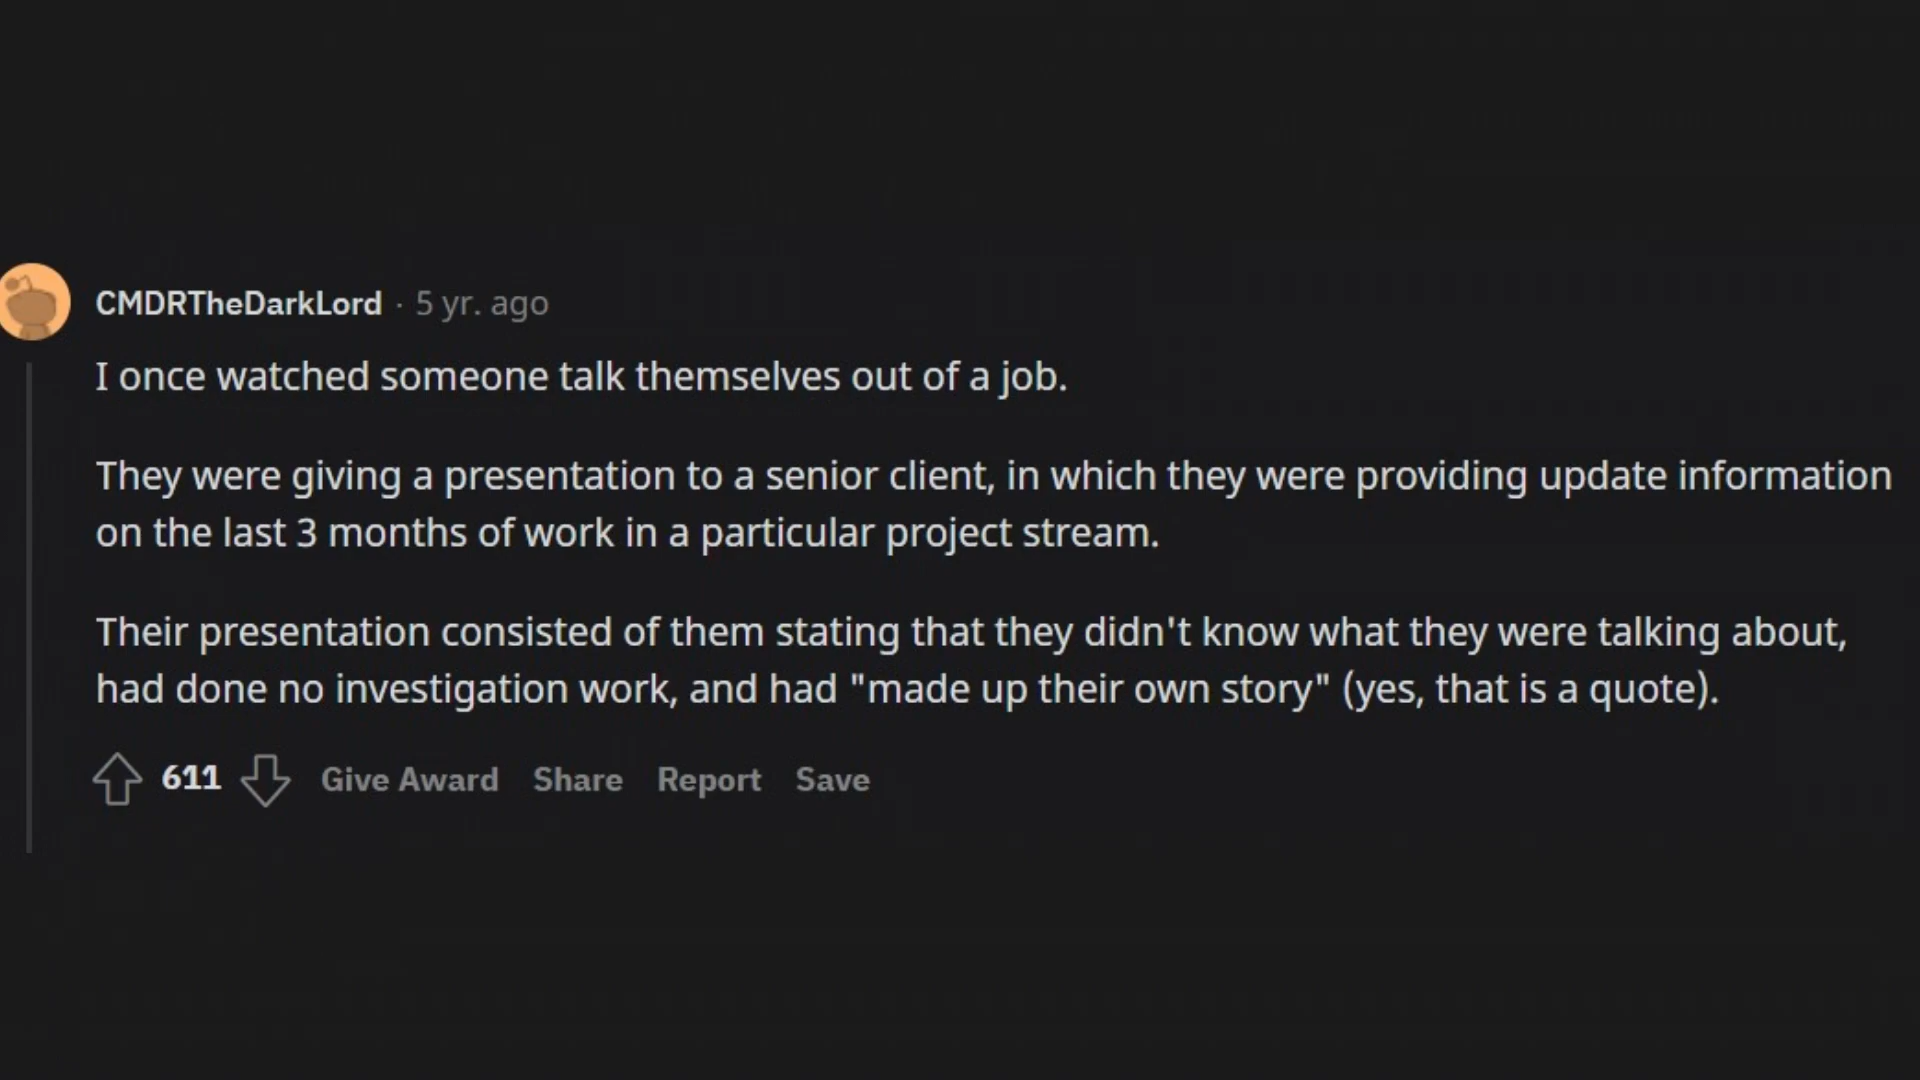 CMDRTheDarkLord · 5 yr. ago
I once watched someone talk themselves out of a job.
They were giving a presentation to a senior client, in which they were providing update information
on the last 3 months of work in a particular project stream.
Their presentation consisted of them stating that they didn't know what they were talking about,
had done no investigation work, and had "made up their own story" (yes, that is a quote).
611 Give Award Share Report Save